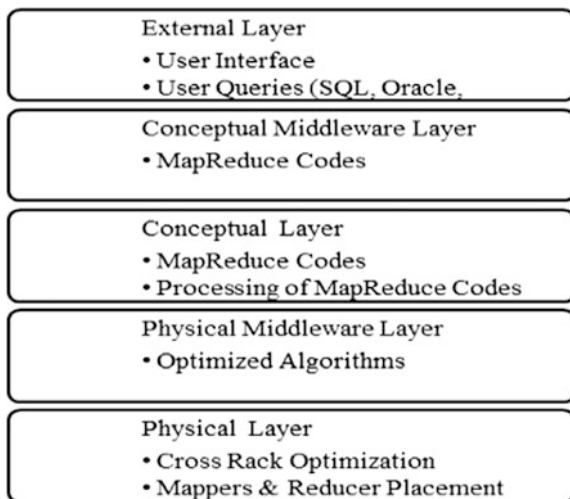 External Layer
• User Interface
• User Queries (SQL, Oracle,
Conceptual Middleware Layer
• MapReduce Codes
Conceptual Layer
• MapReduce Codes
• Processing of MapReduce Codes
Physical Middleware Layer
• Optimized Algorithms
Physical Layer
• Cross Rack Optimization
• Mappers & Reducer Placement